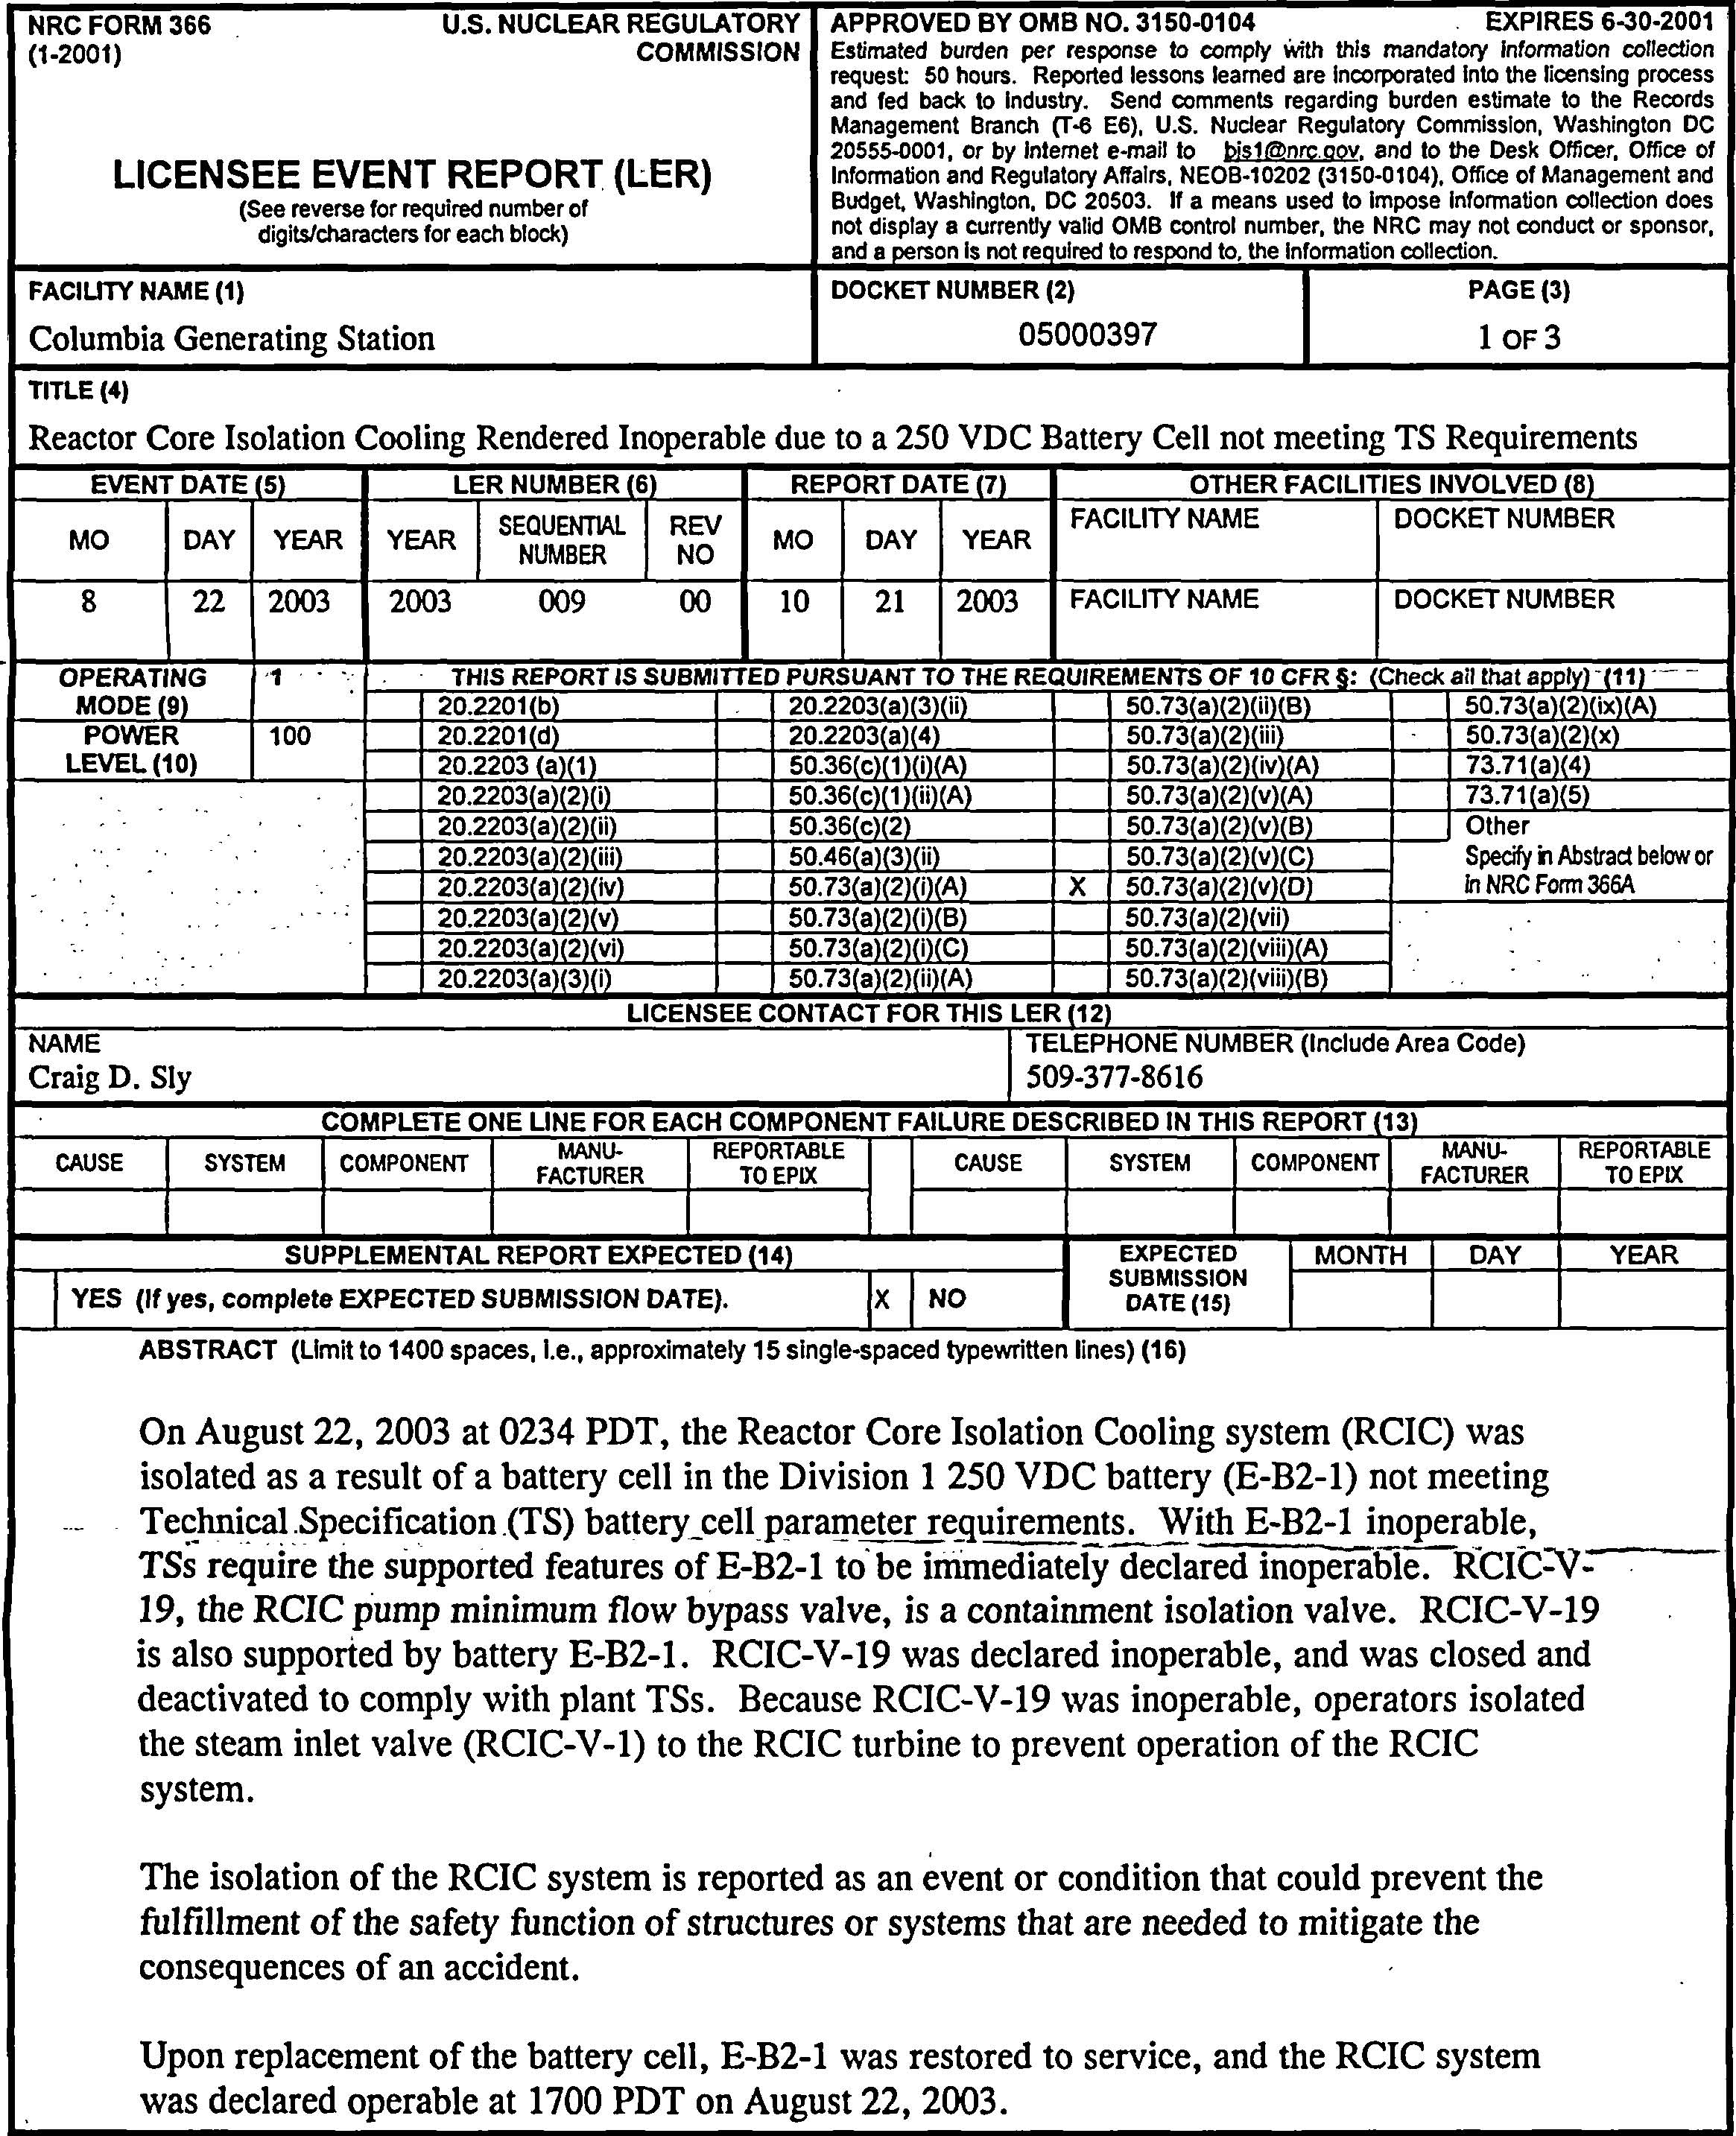 NRC FORM 366 U.S. NUCLEAR REGULATORY
(1-2001) COMMISSION
LICENSEE EVENT REPORT (LER)
(See reverse for required number of
digits/characters for each block)
APPROVED BY OMB NO. 3150-0104 EXPIRES 6-30-2001
Estimated burden per response to comply with this mandatory information collection
request: 50 hours. Reported lessons learned are incorporated into the licensing process
and fed back to industry. Send comments regarding burden estimate to the Records
Management Branch (T-6 E6), U.S. Nuclear Regulatory Commission, Washington DC
20555-0001, or by internet e-mail to bjs1@nrc.gov, and to the Desk Officer, Office of
Information and Regulatory Affairs, NEOB-10202 (3150-0104), Office of Management and
Budget, Washington, DC 20503. If a means used to impose information collection does
not display a currently valid OMB control number, the NRC may not conduct or sponsor,
and a person is not required to respond to, the information collection.
FACILITY NAME (1) DOCKET NUMBER (2) PAGE (3)
Columbia Generating Station 05000397 1 OF 3
TITLE (4)
Reactor Core Isolation Cooling Rendered Inoperable due to a 250 VDC Battery Cell not meeting TS Requirements
EVENT DATE (5) LER NUMBER (6) REPORT DATE (7) OTHER FACILITIES INVOLVED (8)
MO DAY YEAR YEAR SEQUENTIAL NUMBER REV NO MO DAY YEAR FACILITY NAME DOCKET NUMBER
8 22 2003 2003 009 00 10 21 2003 FACILITY NAME DOCKET NUMBER
OPERATING MODE (9) 1 THIS REPORT IS SUBMITTED PURSUANT TO THE REQUIREMENTS OF 10 CFR §: (Check all that apply) (11)
20.2201(b) 20.2203(a)(3)(ii) 50.73(a)(2)(ii)(B) 50.73(a)(2)(ix)(A)
POWER LEVEL (10) 100 20.2201(d) 20.2203(a)(4) 50.73(a)(2)(iii) 50.73(a)(2)(x)
20.2203 (a)(1) 50.36(c)(1)(i)(A) 50.73(a)(2)(iv)(A) 73.71(a)(4)
20.2203(a)(2)(i) 50.36(c)(1)(ii)(A) 50.73(a)(2)(v)(A) 73.71(a)(5)
20.2203(a)(2)(ii) 50.36(c)(2) 50.73(a)(2)(v)(B) Other
20.2203(a)(2)(iii) 50.46(a)(3)(ii) 50.73(a)(2)(v)(C) Specify in Abstract below or
20.2203(a)(2)(iv) 50.73(a)(2)(i)(A) X 50.73(a)(2)(v)(D) in NRC Form 366A
20.2203(a)(2)(v) 50.73(a)(2)(i)(B) 50.73(a)(2)(vii)
20.2203(a)(2)(vi) 50.73(a)(2)(i)(C) 50.73(a)(2)(viii)(A)
20.2203(a)(3)(i) 50.73(a)(2)(ii)(A) 50.73(a)(2)(viii)(B)
LICENSEE CONTACT FOR THIS LER (12)
NAME TELEPHONE NUMBER (Include Area Code)
Craig D. Sly 509-377-8616
COMPLETE ONE LINE FOR EACH COMPONENT FAILURE DESCRIBED IN THIS REPORT (13)
CAUSE SYSTEM COMPONENT MANU-FACTURER REPORTABLE TO EPIX CAUSE SYSTEM COMPONENT MANU-FACTURER REPORTABLE TO EPIX
SUPPLEMENTAL REPORT EXPECTED (14) EXPECTED SUBMISSION DATE (15) MONTH DAY YEAR
YES (If yes, complete EXPECTED SUBMISSION DATE). X NO
ABSTRACT (Limit to 1400 spaces, i.e., approximately 15 single-spaced typewritten lines) (16)
On August 22, 2003 at 0234 PDT, the Reactor Core Isolation Cooling system (RCIC) was
isolated as a result of a battery cell in the Division 1 250 VDC battery (E-B2-1) not meeting
Technical Specification (TS) battery cell parameter requirements. With E-B2-1 inoperable,
TSs require the supported features of E-B2-1 to be immediately declared inoperable. RCIC-V-
19, the RCIC pump minimum flow bypass valve, is a containment isolation valve. RCIC-V-19
is also supported by battery E-B2-1. RCIC-V-19 was declared inoperable, and was closed and
deactivated to comply with plant TSs. Because RCIC-V-19 was inoperable, operators isolated
the steam inlet valve (RCIC-V-1) to the RCIC turbine to prevent operation of the RCIC
system.
The isolation of the RCIC system is reported as an event or condition that could prevent the
fulfillment of the safety function of structures or systems that are needed to mitigate the
consequences of an accident.
Upon replacement of the battery cell, E-B2-1 was restored to service, and the RCIC system
was declared operable at 1700 PDT on August 22, 2003.